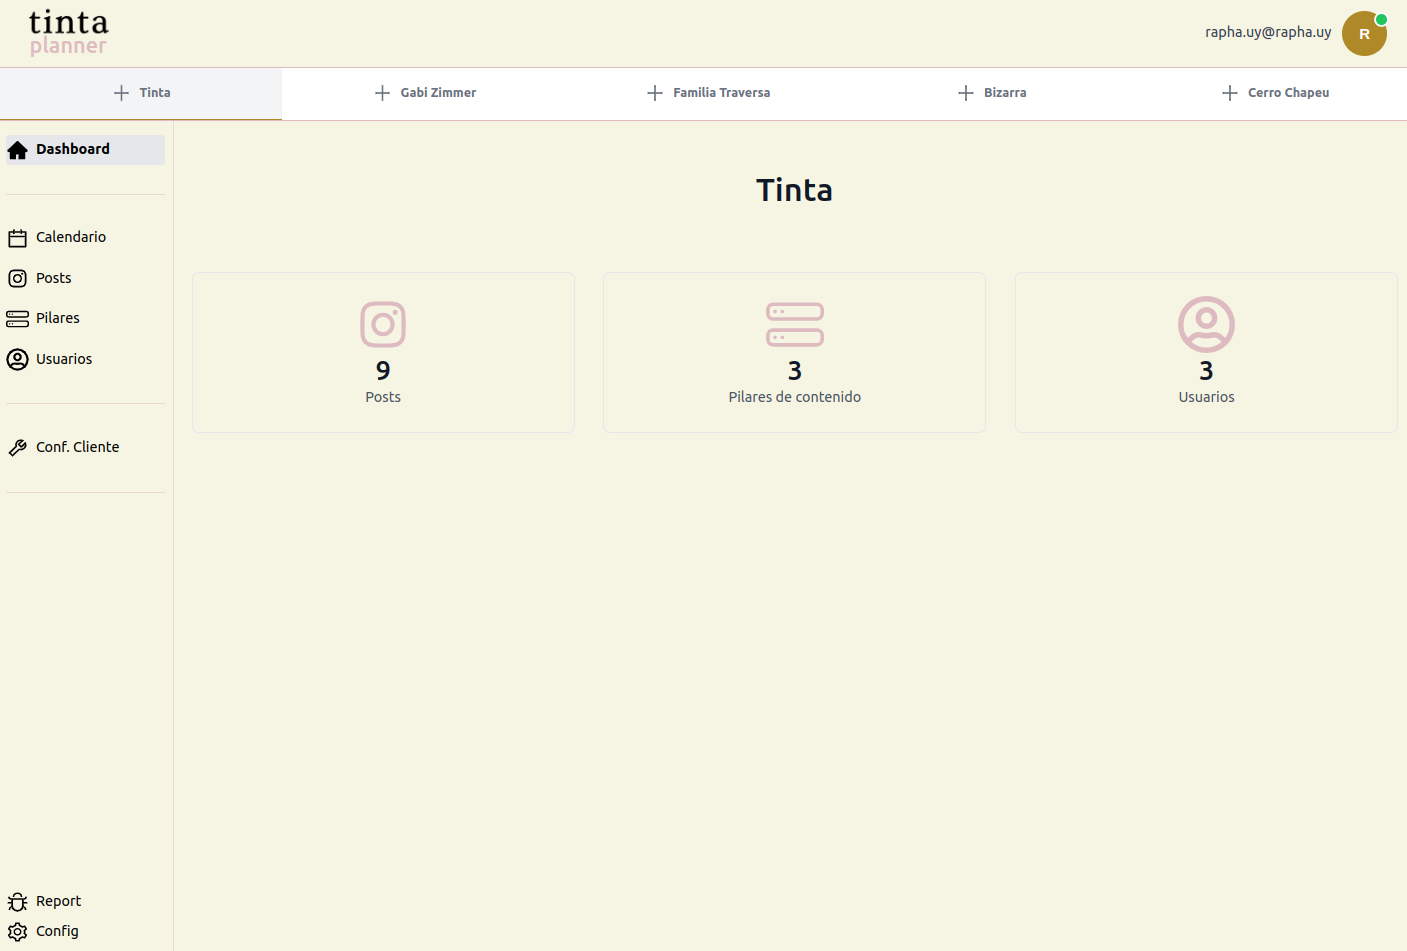 tinta
planner
rapha.uy@rapha.uy
R
Tinta
Gabi Zimmer
Familia Traversa
Bizarra
Cerro Chapeu
Dashboard
Calendario
Posts
Pilares
Usuarios
Conf. Cliente
Report
Config
Tinta
9
Posts
3
Pilares de contenido
3
Usuarios